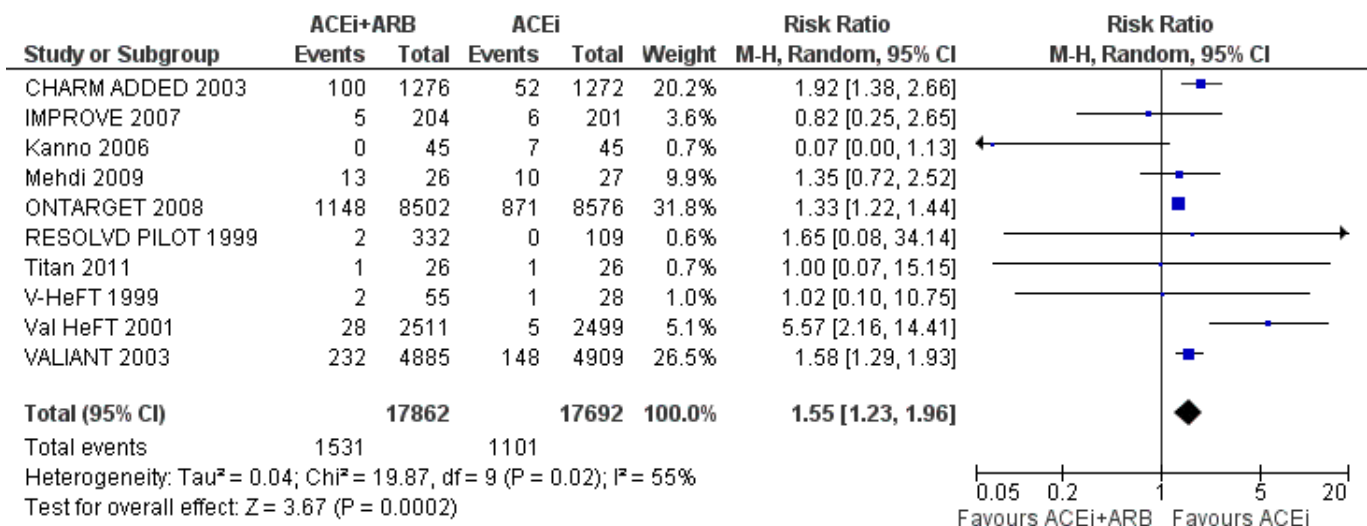 ACEi+ARB ACEi Risk Ratio Risk Ratio
Study or Subgroup Events Total Events Total Weight M-H, Random, 95% CI M-H, Random, 95% CI
CHARM ADDED 2003 100 1276 52 1272 20.2% 1.92 [1.38, 2.66]
IMPROVE 2007 5 204 6 201 3.6% 0.82 [0.25, 2.65]
Kanno 2006 0 45 7 45 0.7% 0.07 [0.00, 1.13]
Mehdi 2009 13 26 10 27 9.9% 1.35 [0.72, 2.52]
ONTARGET 2008 1148 8502 871 8576 31.8% 1.33 [1.22, 1.44]
RESOLVD PILOT 1999 2 332 0 109 0.6% 1.65 [0.08, 34.14]
Titan 2011 1 26 1 26 0.7% 1.00 [0.07, 15.15]
V-HeFT 1999 2 55 1 28 1.0% 1.02 [0.10, 10.75]
Val HeFT 2001 28 2511 5 2499 5.1% 5.57 [2.16, 14.41]
VALIANT 2003 232 4885 148 4909 26.5% 1.58 [1.29, 1.93]
Total (95% CI) 17862 17692 100.0% 1.55 [1.23, 1.96]
Total events 1531 1101
Heterogeneity: Tau² = 0.04; Chi² = 19.87, df = 9 (P = 0.02); I² = 55%
Test for overall effect: Z = 3.67 (P = 0.0002)
0.05 0.2 1 5 20
Favours ACEi+ARB Favours ACEi